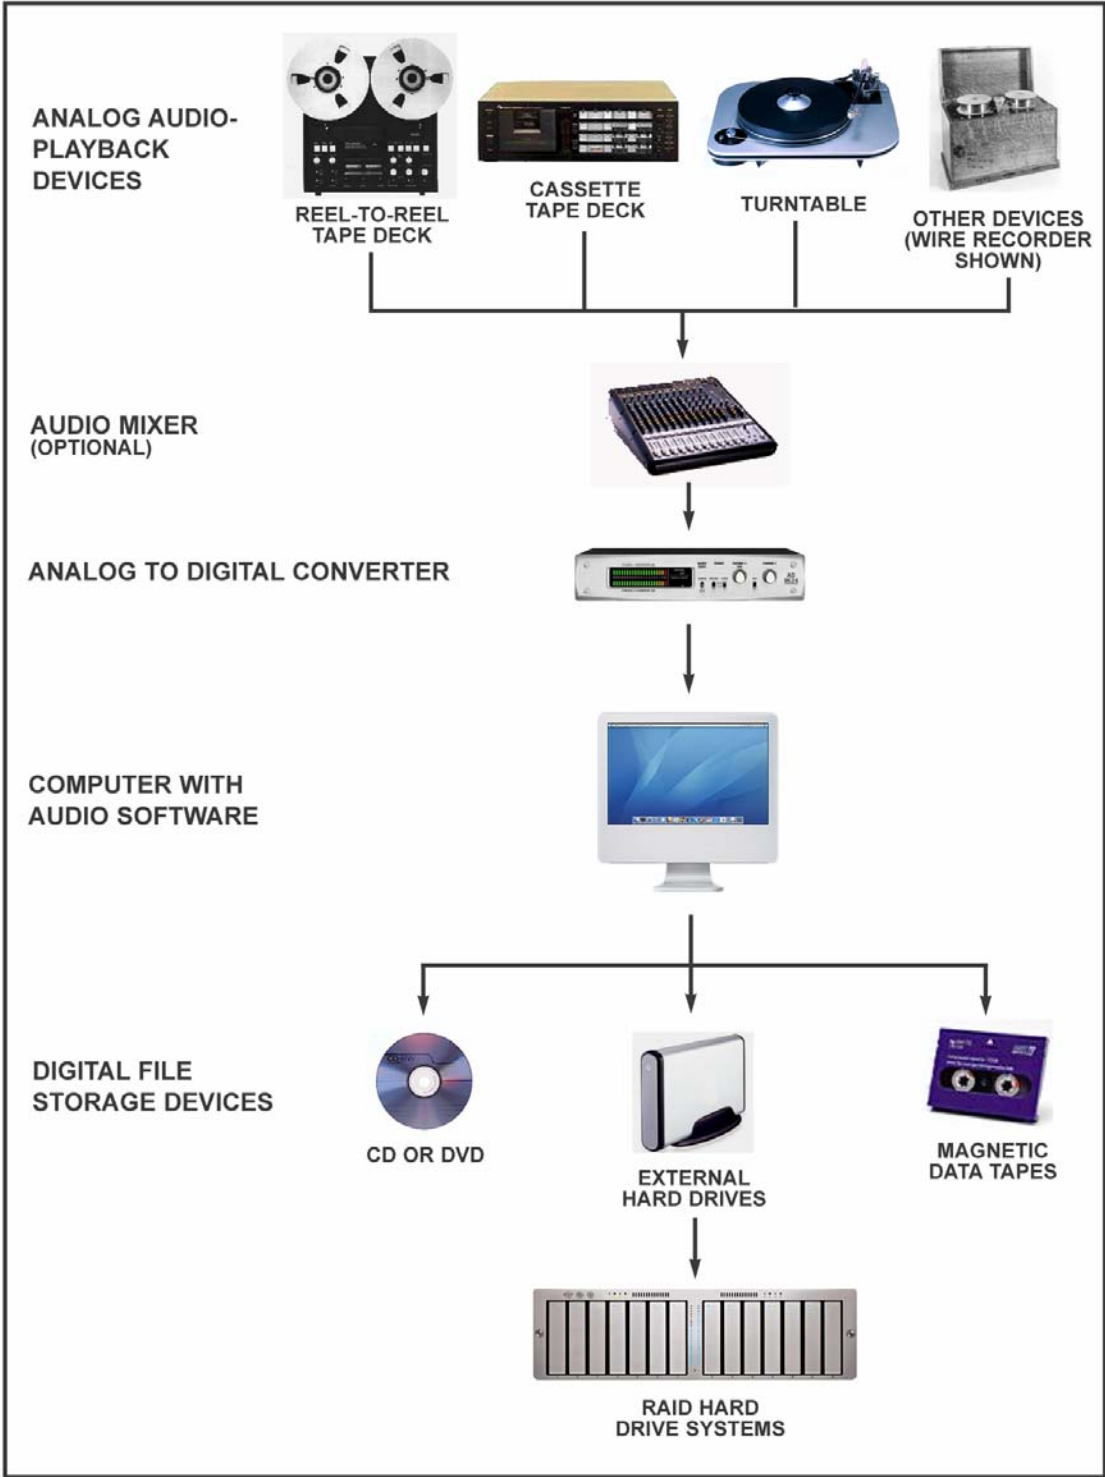 ANALOG AUDIO-
PLAYBACK
DEVICES
REEL-TO-REEL
TAPE DECK
CASSETTE
TAPE DECK
TURNTABLE
OTHER DEVICES
(WIRE RECORDER
SHOWN)
AUDIO MIXER
(OPTIONAL)
ANALOG TO DIGITAL CONVERTER
COMPUTER WITH
AUDIO SOFTWARE
DIGITAL FILE
STORAGE DEVICES
CD OR DVD
EXTERNAL
HARD DRIVES
MAGNETIC
DATA TAPES
RAID HARD
DRIVE SYSTEMS